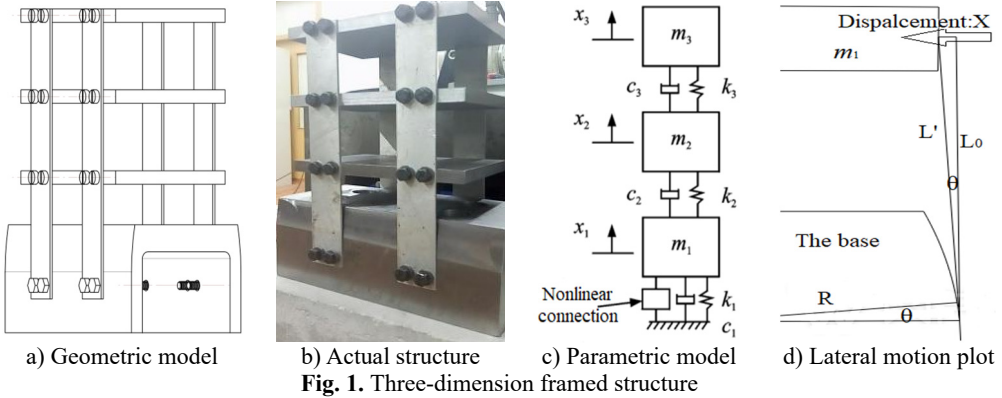 x3
m3
c3
k3
x2
m2
c2
k2
x1
m1
Nonlinear
connection
k1
c1
Dispalcement:X
m1
L'
L0
θ
The base
R
θ
a) Geometric model
b) Actual structure
c) Parametric model
d) Lateral motion plot
Fig. 1. Three-dimension framed structure